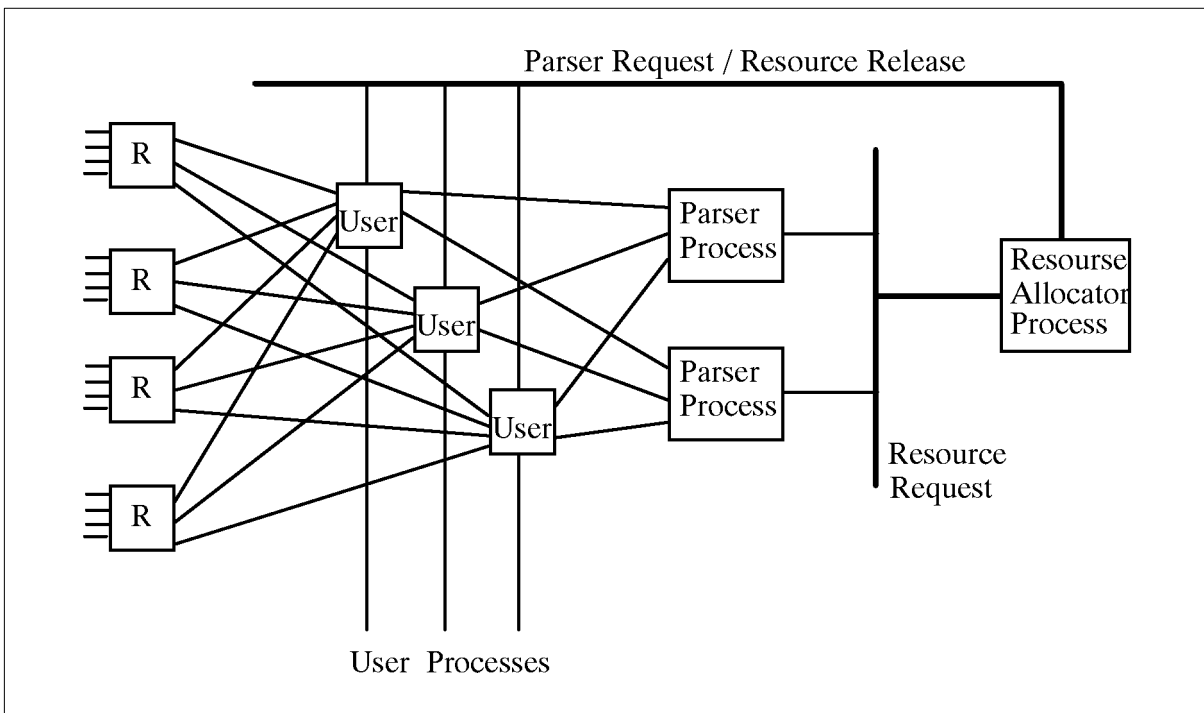 Parser Request / Resource Release
R
User
Parser
Process
R
Resourse
Allocator
Process
User
R
Parser
Process
User
Resource
Request
R
User Processes